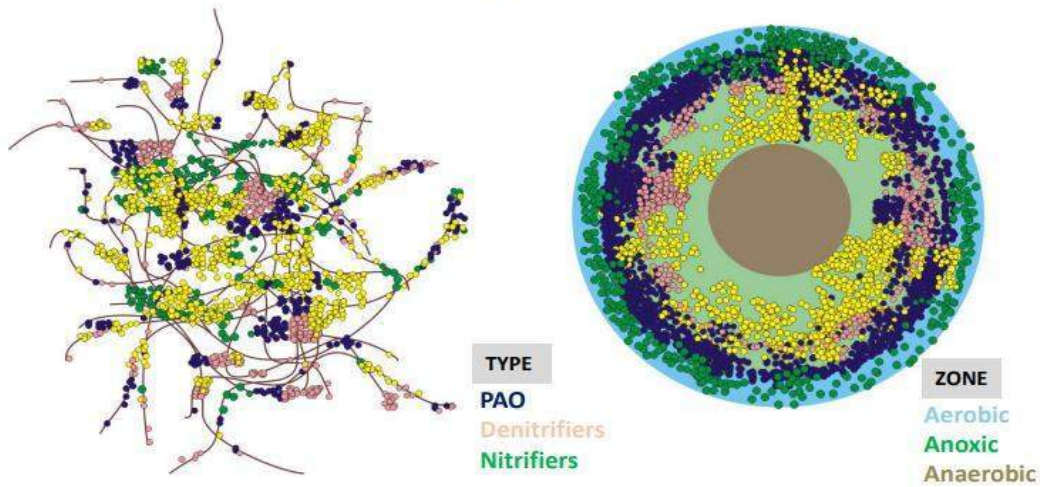 TYPE
PAO
Denitrifiers
Nitrifiers
ZONE
Aerobic
Anoxic
Anaerobic